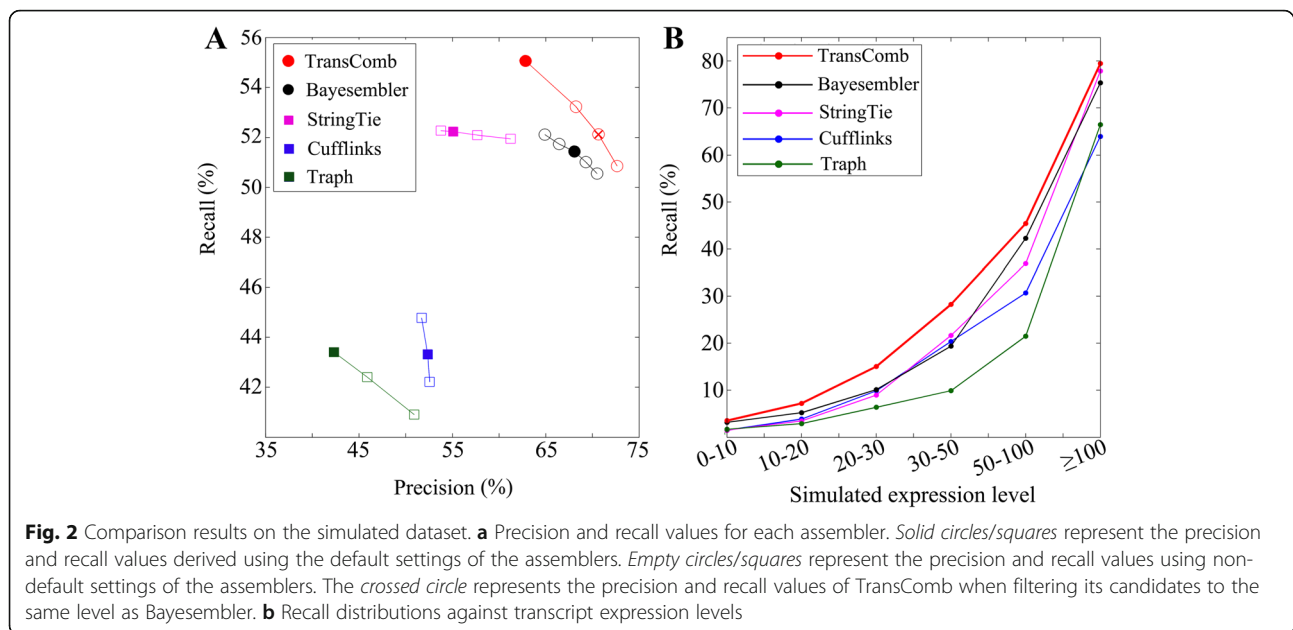 A
56
54
52
50
48
46
44
42
Recall (%)
TransComb
Bayesembler
StringTie
Cufflinks
Traph
35
45
55
65
75
Precision (%)
B
80
70
60
50
40
30
20
10
Recall (%)
TransComb
Bayesembler
StringTie
Cufflinks
Traph
0-10
10-20
20-30
30-50
50-100
≥100
Simulated expression level
Fig. 2 Comparison results on the simulated dataset. a Precision and recall values for each assembler. Solid circles/squares represent the precision
and recall values derived using the default settings of the assemblers. Empty circles/squares represent the precision and recall values using non-
default settings of the assemblers. The crossed circle represents the precision and recall values of TransComb when filtering its candidates to the
same level as Bayesembler. b Recall distributions against transcript expression levels